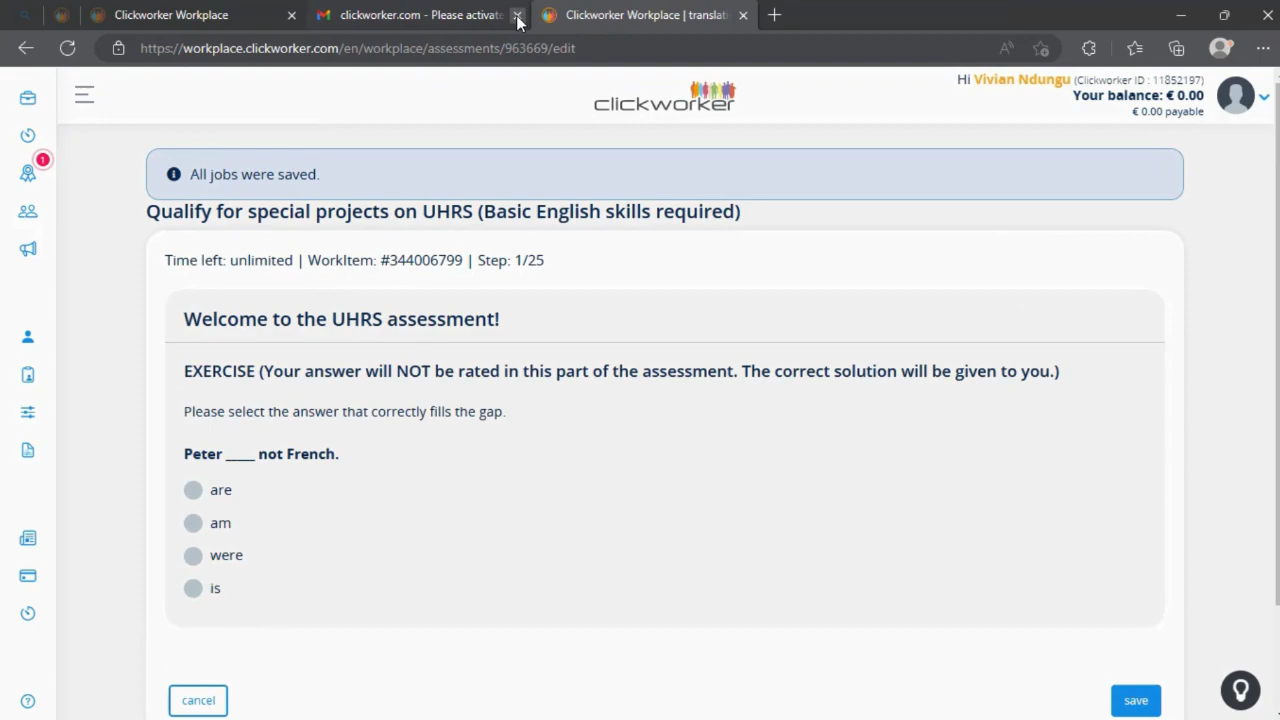 Clickworker Workplace
clickworker.com - Please activate
Clickworker Workplace | translati
https://workplace.clickworker.com/en/workplace/assessments/963669/edit
Hi Vivian Ndungu (Clickworker ID : 11852197)
Your balance: € 0.00
€ 0.00 payable
clickworker
1
All jobs were saved.
Qualify for special projects on UHRS (Basic English skills required)
Time left: unlimited | WorkItem: #344006799 | Step: 1/25
Welcome to the UHRS assessment!
EXERCISE (Your answer will NOT be rated in this part of the assessment. The correct solution will be given to you.)
Please select the answer that correctly fills the gap.
Peter _____ not French.
are
am
were
is
cancel
save